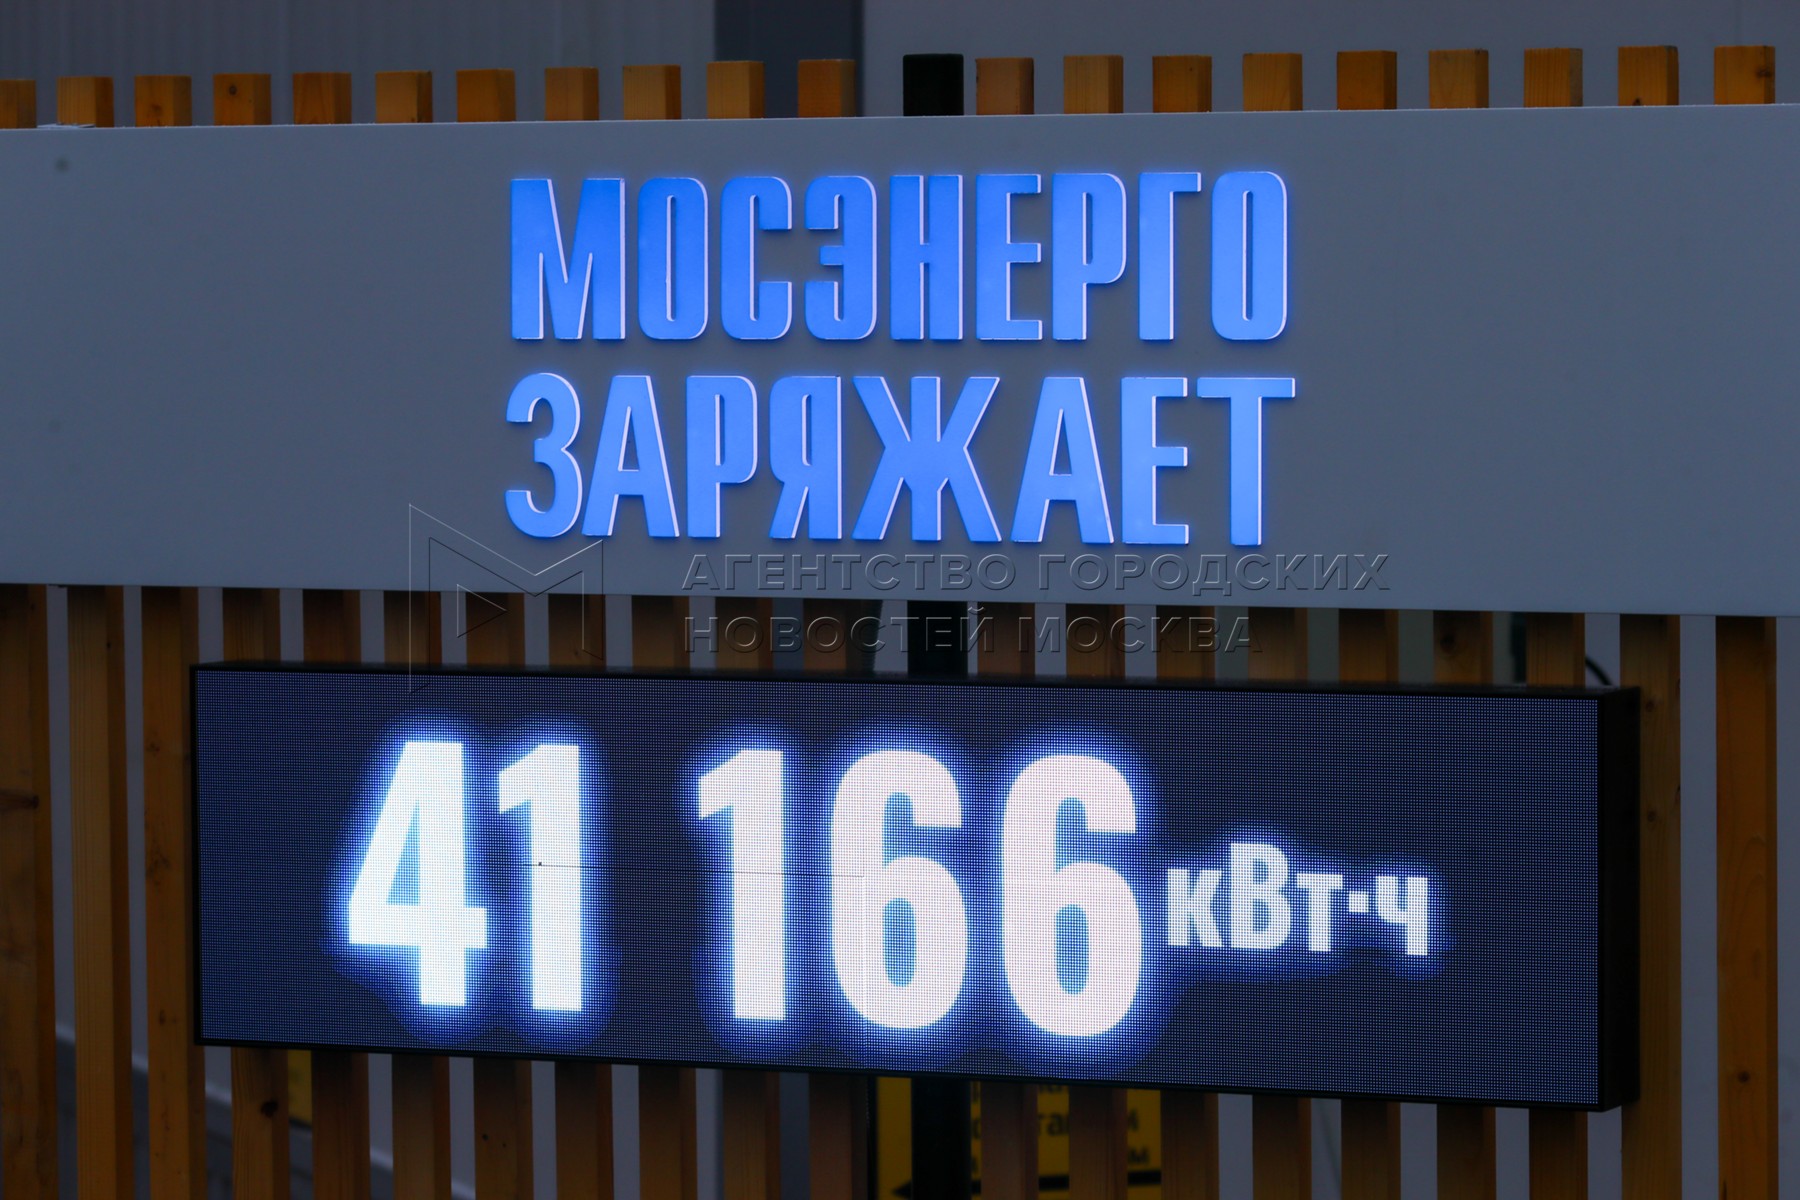 МОСЭНЕРГО
ЗАРЯЖАЕТ
АГЕНТСТВО ГОРОДСКИХ
НОВОСТЕЙ МОСКВА
41 166 кВт·ч